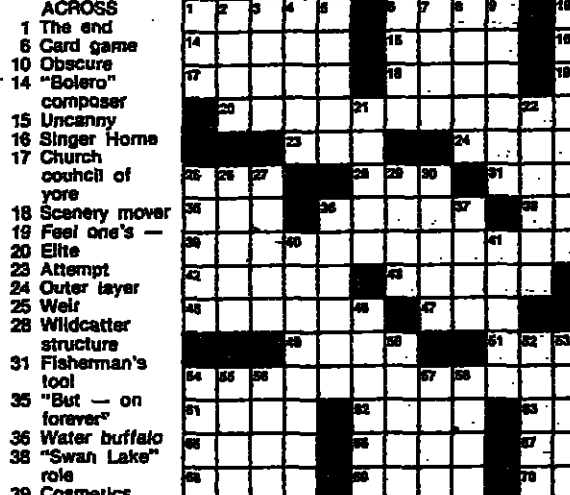 ACROSS
1 The end
6 Card game
10 Obscure
14 "Bolero"
composer
15 Uncanny
16 Singer Horne
17 Church
council of
yore
18 Scenery mover
19 Feel one's —
20 Elite
23 Attempt
24 Outer layer
25 Weir
28 Wildcatter
structure
31 Fisherman's
tool
35 "But — on
forever"
36 Water buffalo
38 "Swan Lake"
role
39 Cosmetics
1 2 3 4 5 6 7 8 9 10
14 15 16
17 18 19
20 21 22
23 24
25 26 27 28 29 30 31
35 36 37 38
39 40 41
42 43
45 46 47
49 50 51 52 53
54 55 56 57 58
61 62 63
65 66 67
68 69 70